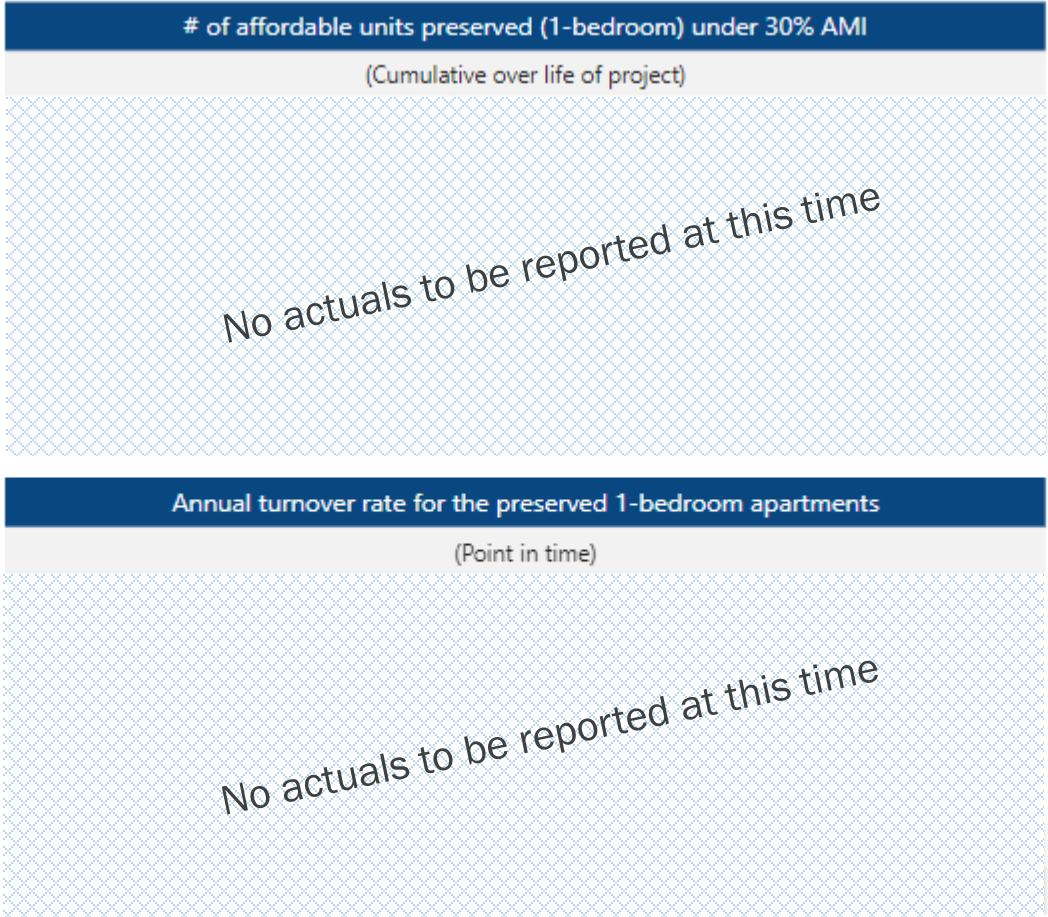 # of affordable units preserved (1-bedroom) under 30% AMI
(Cumulative over life of project)
No actuals to be reported at this time
Annual turnover rate for the preserved 1-bedroom apartments
(Point in time)
No actuals to be reported at this time